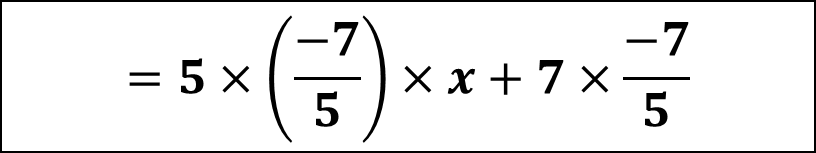 = 5 × (−7/5) × x + 7 × −7/5